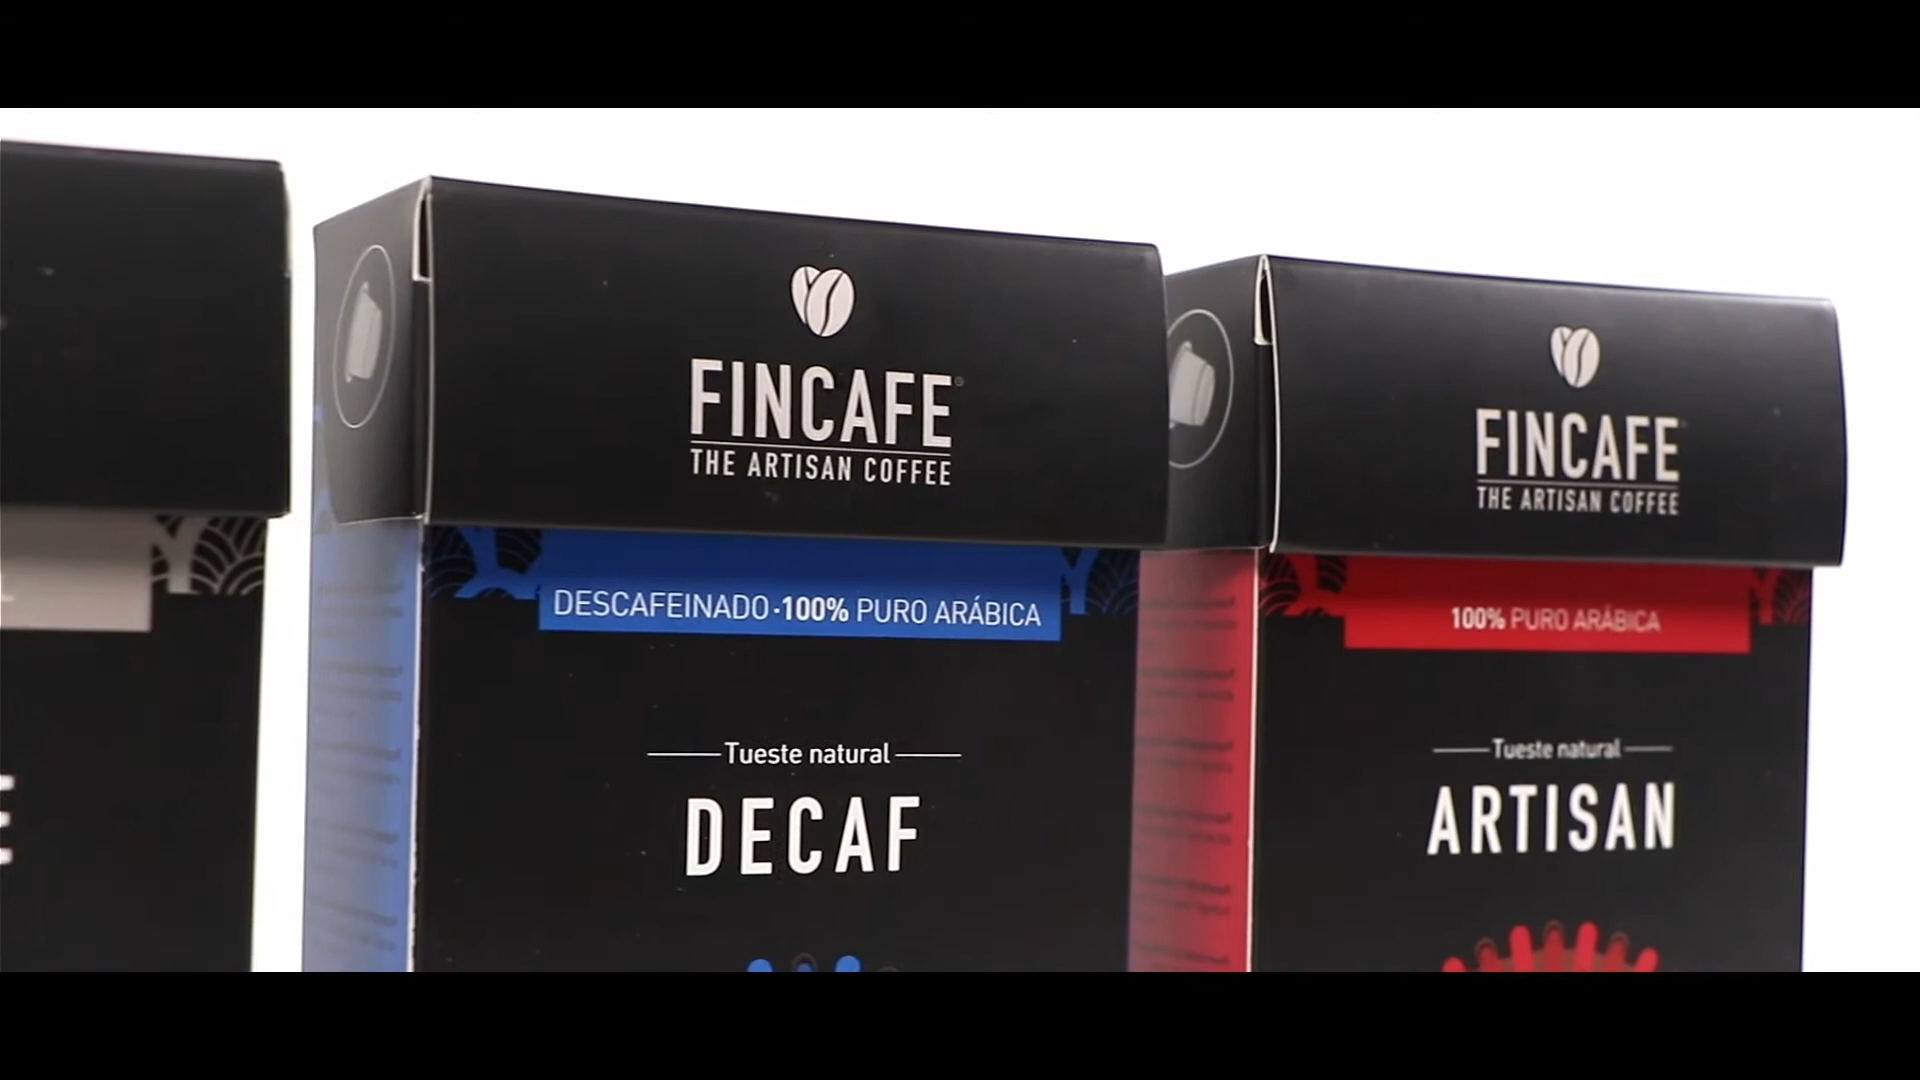 FINCAFE
THE ARTISAN COFFEE
DESCAFEINADO·100% PURO ARÁBICA
Tueste natural
DECAF
FINCAFE
THE ARTISAN COFFEE
100% PURO ARÁBICA
Tueste natural
ARTISAN